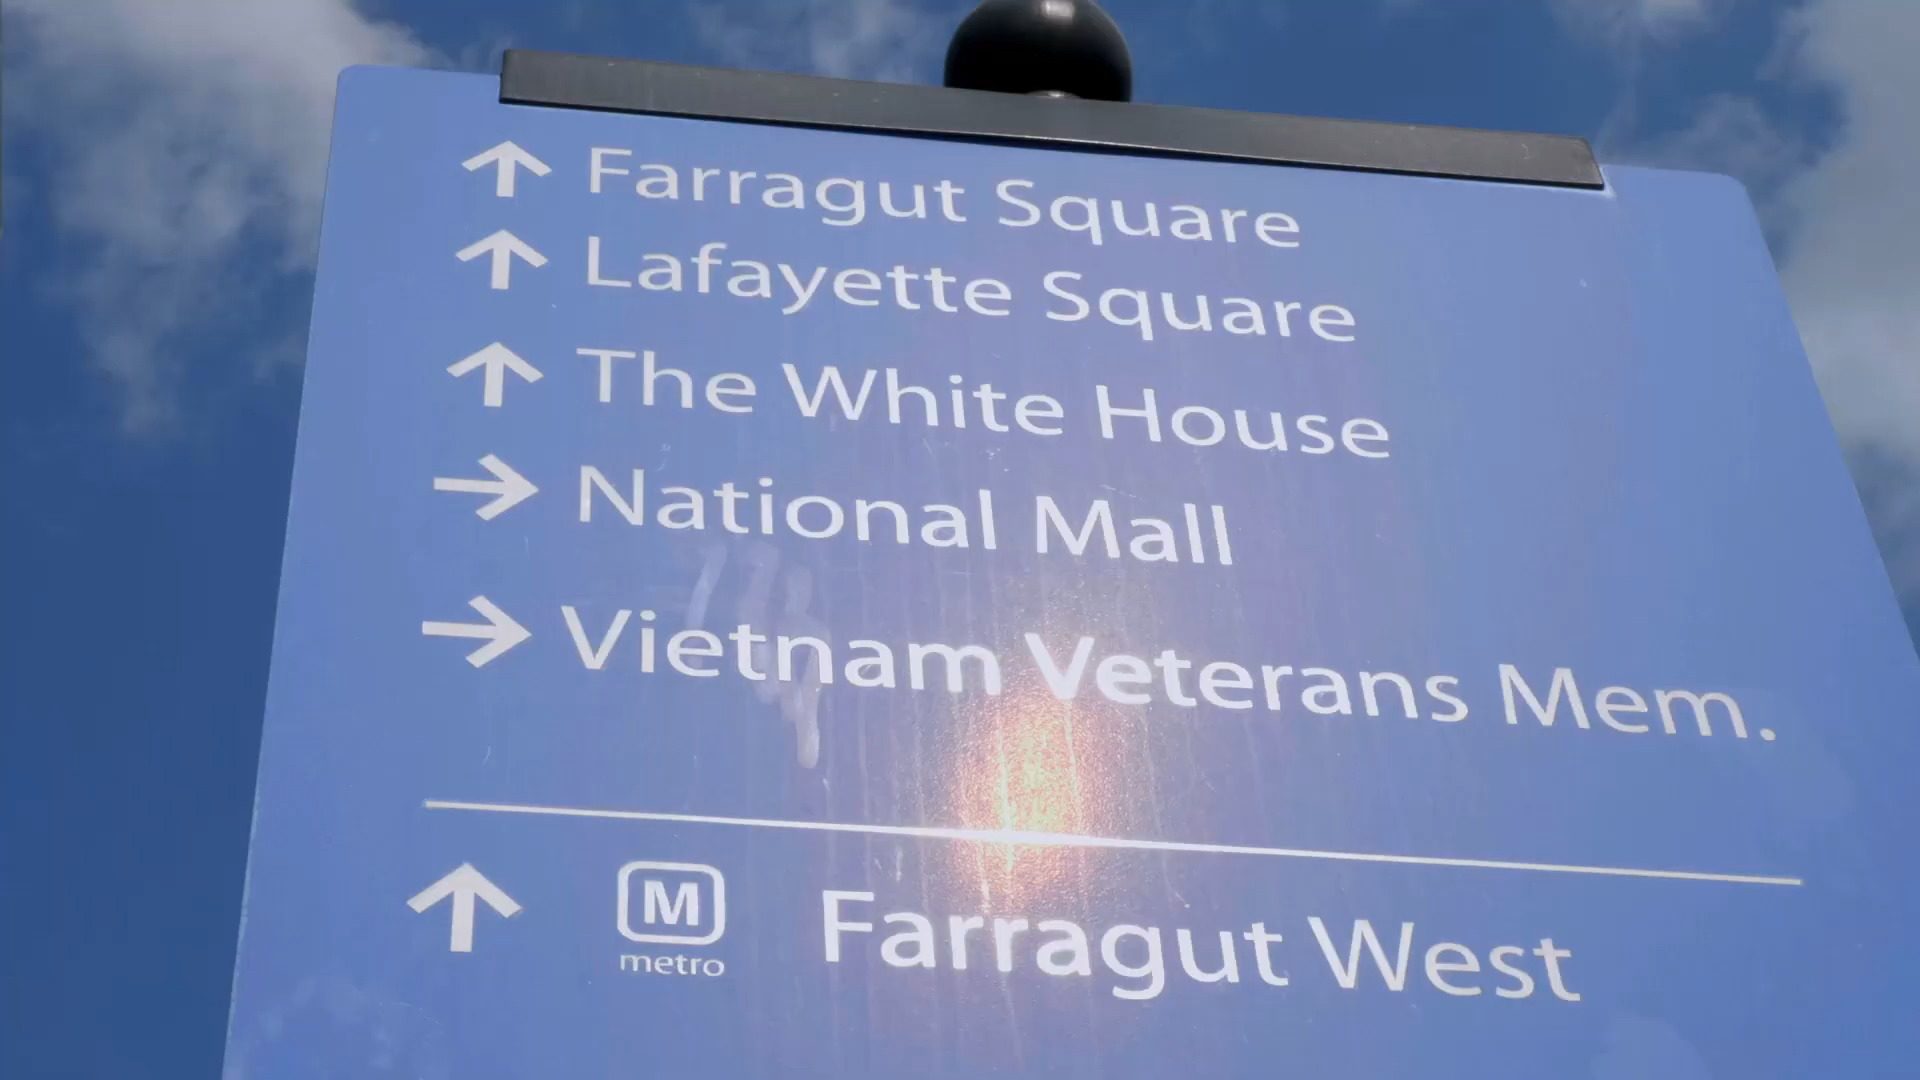 ↑ Farragut Square
↑ Lafayette Square
↑ The White House
→ National Mall
→ Vietnam Veterans Mem.
↑ M metro Farragut West